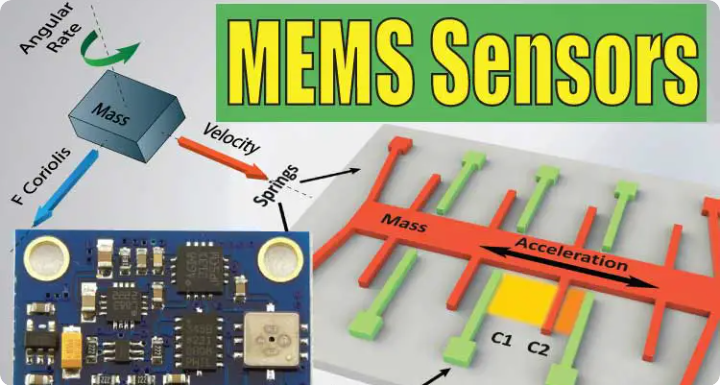 MEMS Sensors
Angular
Rate
Mass
Velocity
F Coriolis
Springs
Mass
Acceleration
C1 C2